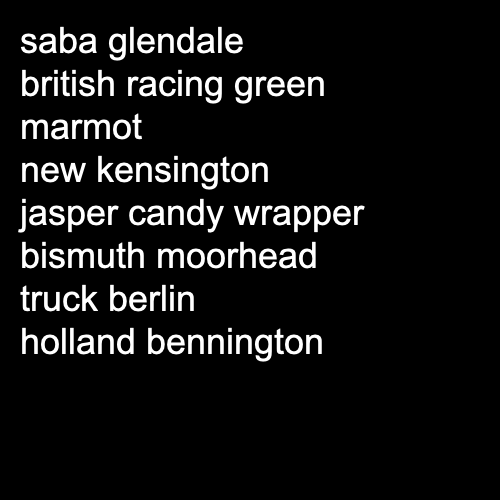 saba glendale
british racing green
marmot
new kensington
jasper candy wrapper
bismuth moorhead
truck berlin
holland bennington